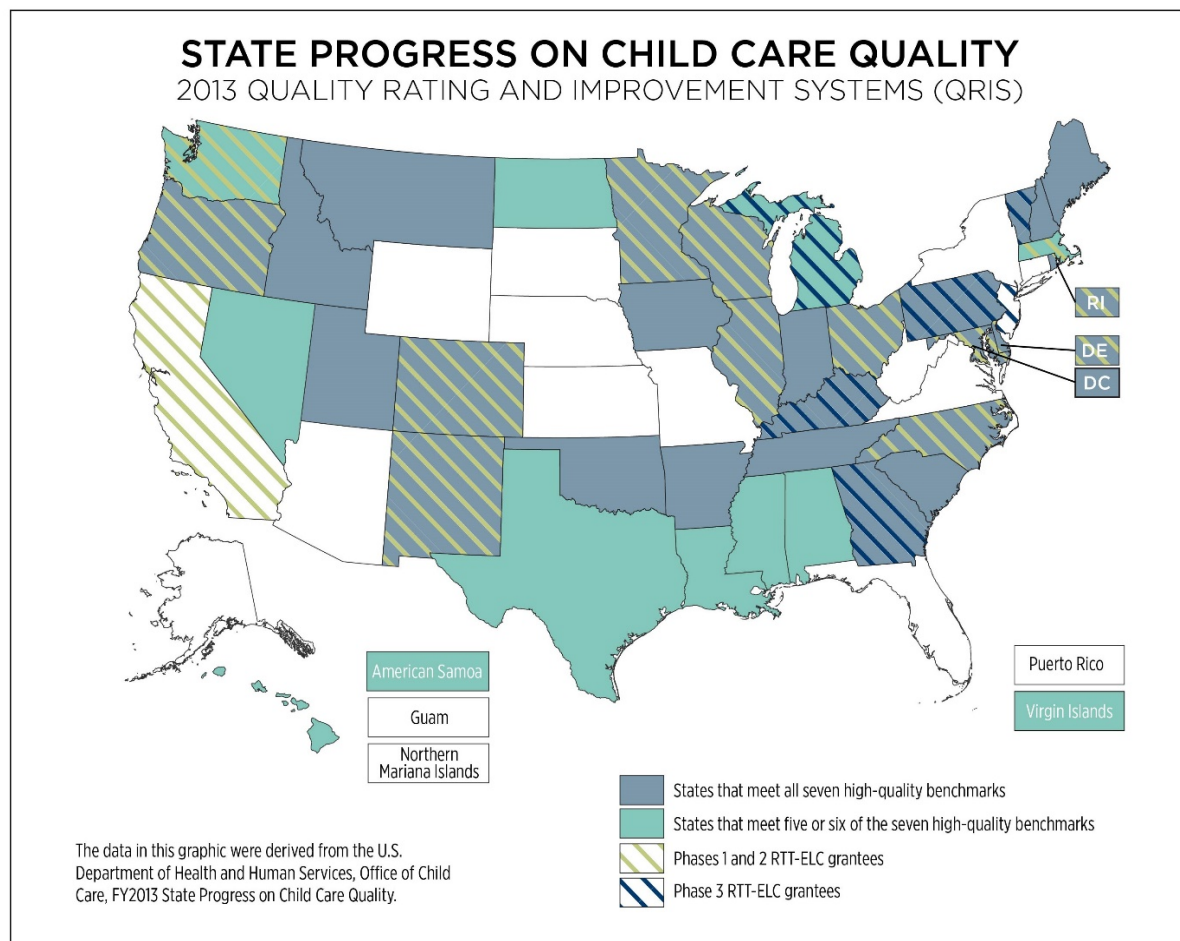 STATE PROGRESS ON CHILD CARE QUALITY
2013 QUALITY RATING AND IMPROVEMENT SYSTEMS (QRIS)
RI
DE
DC
American Samoa
Guam
Northern
Mariana Islands
Puerto Rico
Virgin Islands
States that meet all seven high-quality benchmarks
States that meet five or six of the seven high-quality benchmarks
Phases 1 and 2 RTT-ELC grantees
Phase 3 RTT-ELC grantees
The data in this graphic were derived from the U.S.
Department of Health and Human Services, Office of Child
Care, FY2013 State Progress on Child Care Quality.